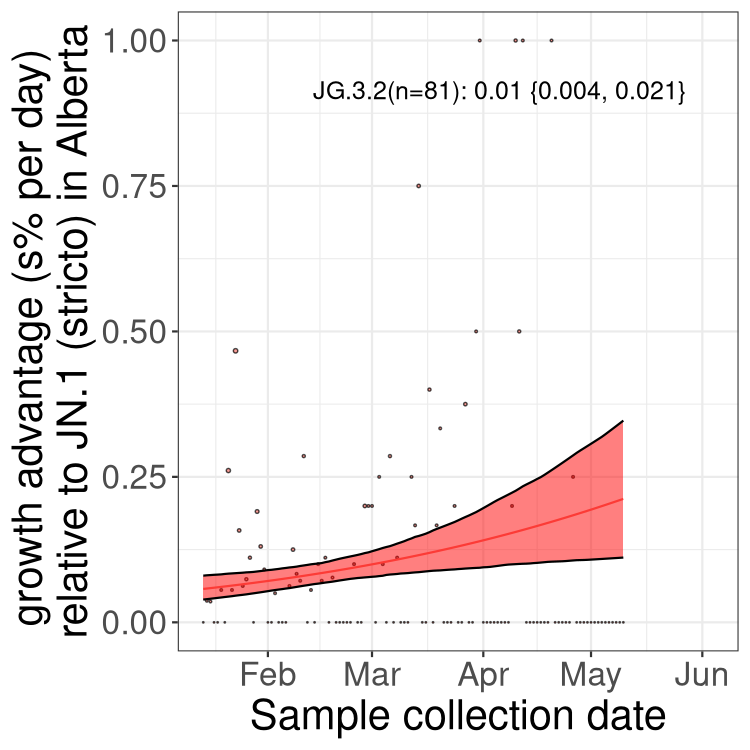 growth advantage (s% per day)
relative to JN.1 (stricto) in Alberta
1.00
0.75
0.50
0.25
0.00
JG.3.2(n=81): 0.01 {0.004, 0.021}
Feb Mar Apr May Jun
Sample collection date